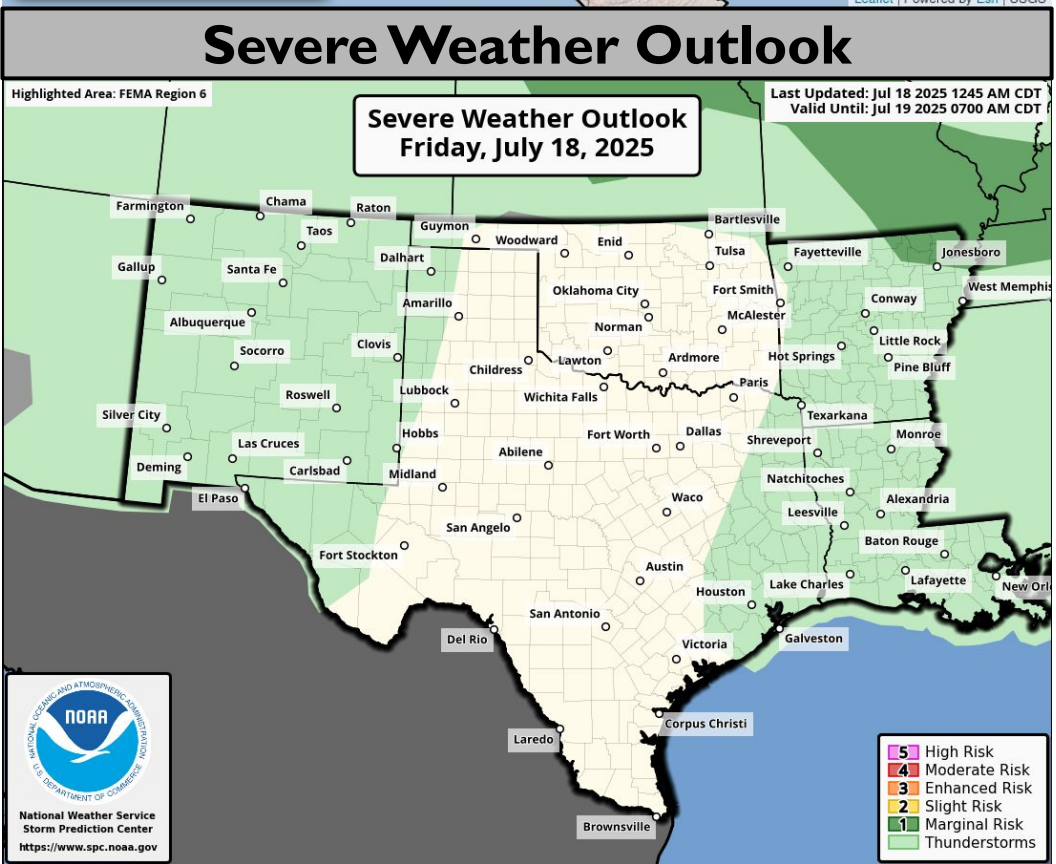 Leaflet | Powered by Esri | USGS
Severe Weather Outlook
Highlighted Area: FEMA Region 6
Last Updated: Jul 18 2025 1245 AM CDT
Valid Until: Jul 19 2025 0700 AM CDT
Severe Weather Outlook
Friday, July 18, 2025
Farmington
Chama
Raton
Taos
Guymon
Bartlesville
Woodward
Enid
Tulsa
Fayetteville
Jonesboro
Dalhart
Gallup
Santa Fe
Oklahoma City
Fort Smith
West Memphis
Amarillo
Conway
Albuquerque
Norman
McAlester
Clovis
Little Rock
Socorro
Lawton
Ardmore
Hot Springs
Pine Bluff
Childress
Roswell
Lubbock
Wichita Falls
Paris
Silver City
Texarkana
Las Cruces
Hobbs
Fort Worth
Dallas
Shreveport
Monroe
Deming
Carlsbad
Midland
Abilene
Natchitoches
El Paso
Waco
Alexandria
Leesville
San Angelo
Baton Rouge
Fort Stockton
Austin
Houston
Lake Charles
Lafayette
New Orl
San Antonio
Del Rio
Victoria
Galveston
Corpus Christi
Laredo
Brownsville
NATIONAL OCEANIC AND ATMOSPHERIC ADMINISTRATION
NOAA
U.S. DEPARTMENT OF COMMERCE
National Weather Service
Storm Prediction Center
https://www.spc.noaa.gov
5 High Risk
4 Moderate Risk
3 Enhanced Risk
2 Slight Risk
1 Marginal Risk
Thunderstorms